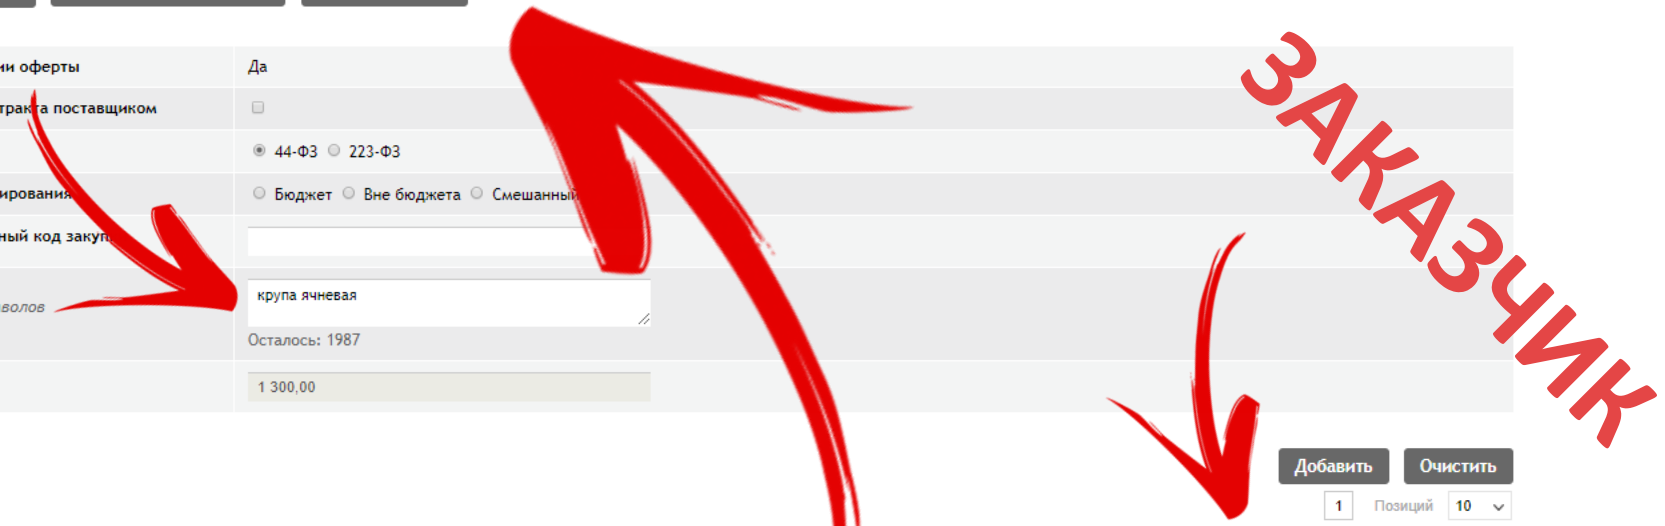 ии оферты Да
тракта поставщиком
44-ФЗ 223-ФЗ
ирования Бюджет Вне бюджета Смешанный
ный код закуп
крупа ячневая
волов
Осталось: 1987
1 300,00
ЗАКАЗЧИК
Добавить Очистить
1 Позиций 10